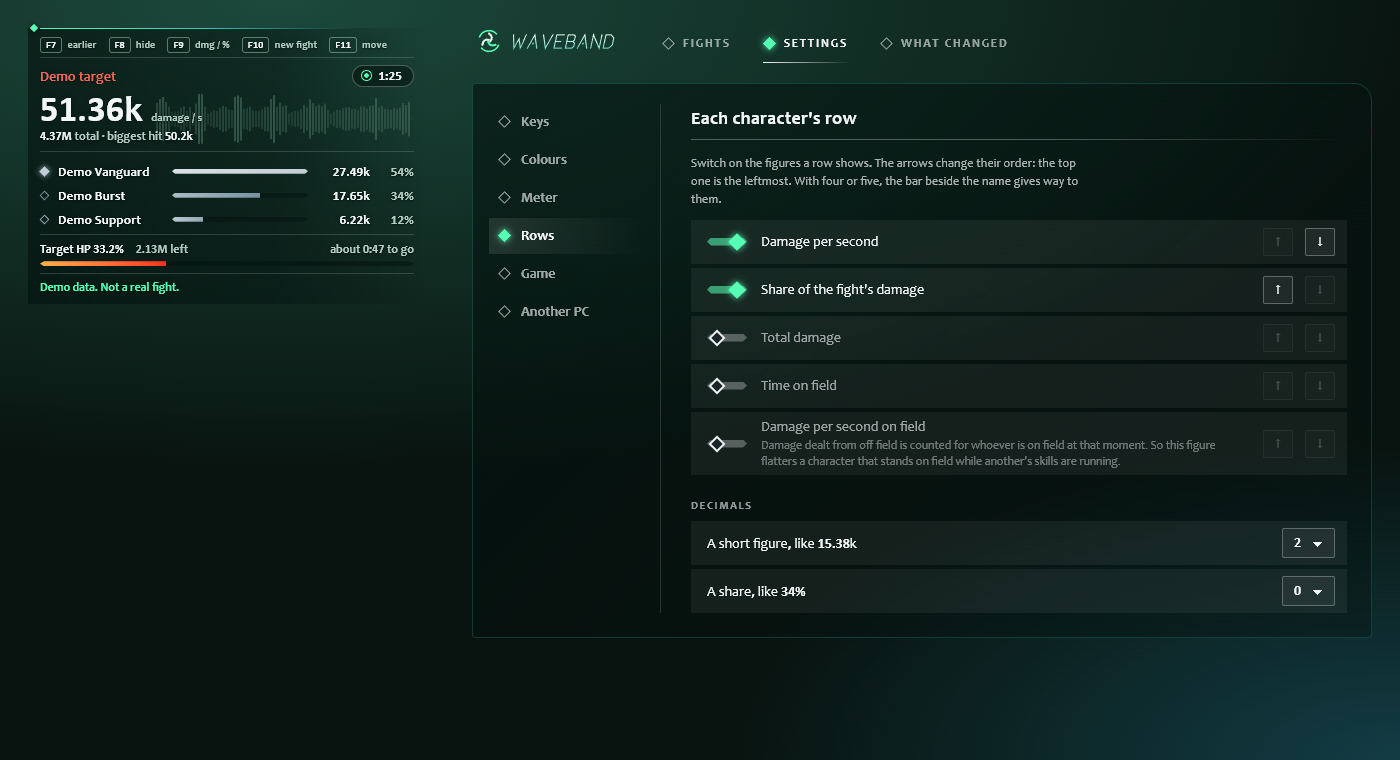 F7 earlier F8 hide F9 dmg / % F10 new fight F11 move
Demo target 1:25
51.36k damage / s
4.37M total · biggest hit 50.2k
Demo Vanguard 27.49k 54%
Demo Burst 17.65k 34%
Demo Support 6.22k 12%
Target HP 33.2% 2.13M left about 0:47 to go
Demo data. Not a real fight.
WAVEBAND FIGHTS SETTINGS WHAT CHANGED
Keys
Colours
Meter
Rows
Game
Another PC
Each character's row
Switch on the figures a row shows. The arrows change their order: the top
one is the leftmost. With four or five, the bar beside the name gives way to
them.
Damage per second
Share of the fight's damage
Total damage
Time on field
Damage per second on field
Damage dealt from off field is counted for whoever is on field at that moment. So this figure
flatters a character that stands on field while another's skills are running.
DECIMALS
A short figure, like 15.38k 2
A share, like 34% 0